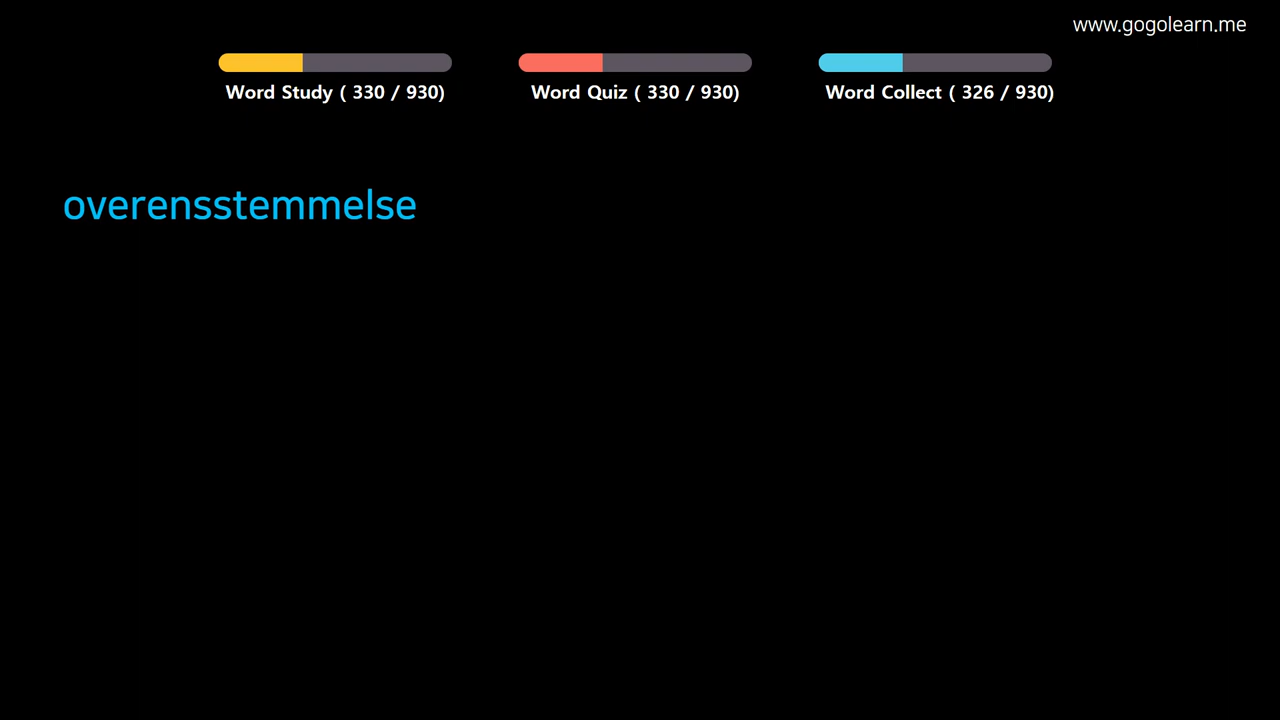 www.gogolearn.me
Word Study ( 330 / 930)
Word Quiz ( 330 / 930)
Word Collect ( 326 / 930)
overensstemmelse